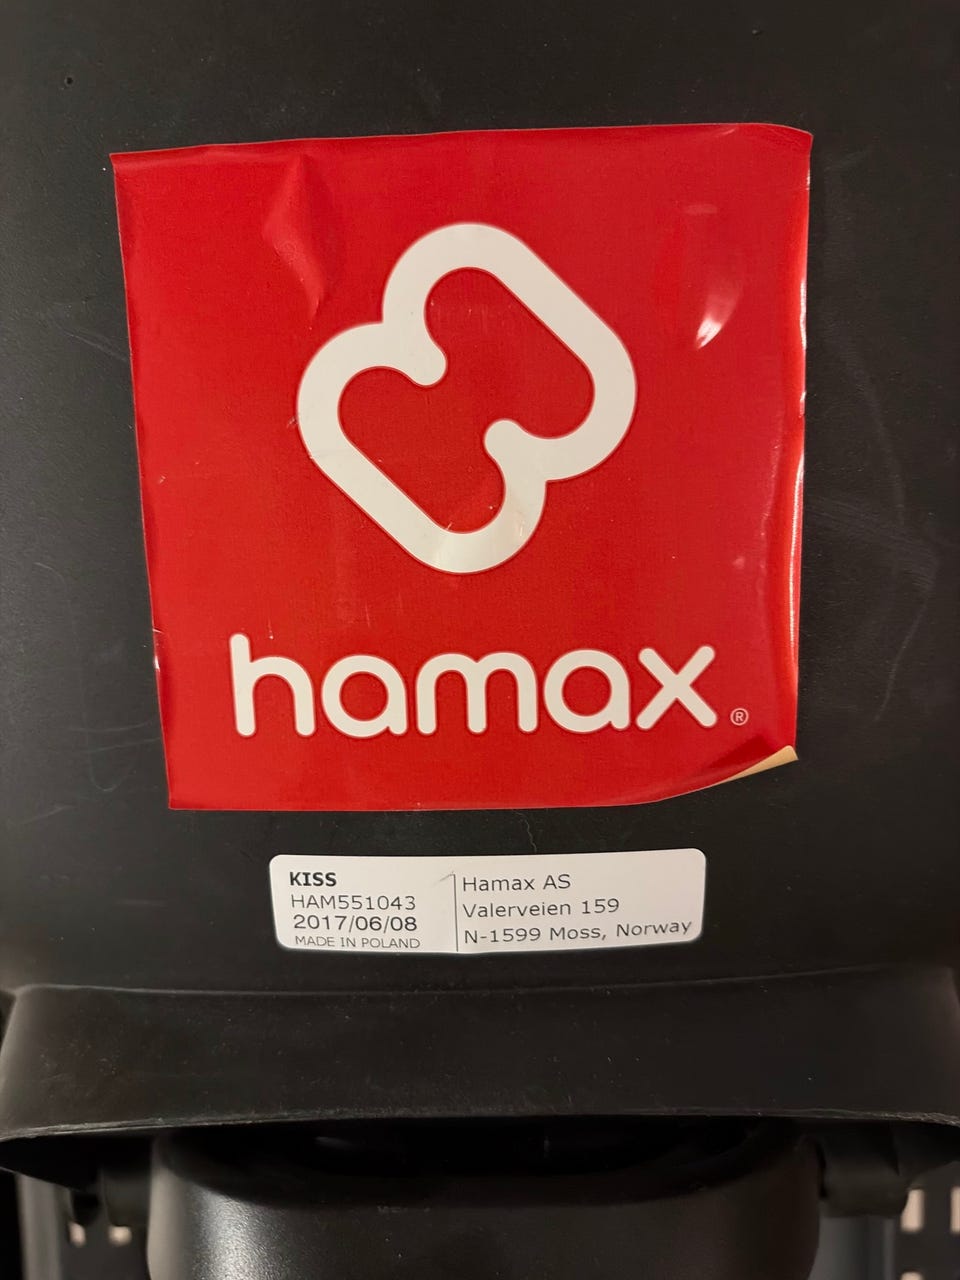 hamax®
KISS
HAM551043
2017/06/08
MADE IN POLAND
Hamax AS
Valerveien 159
N-1599 Moss, Norway